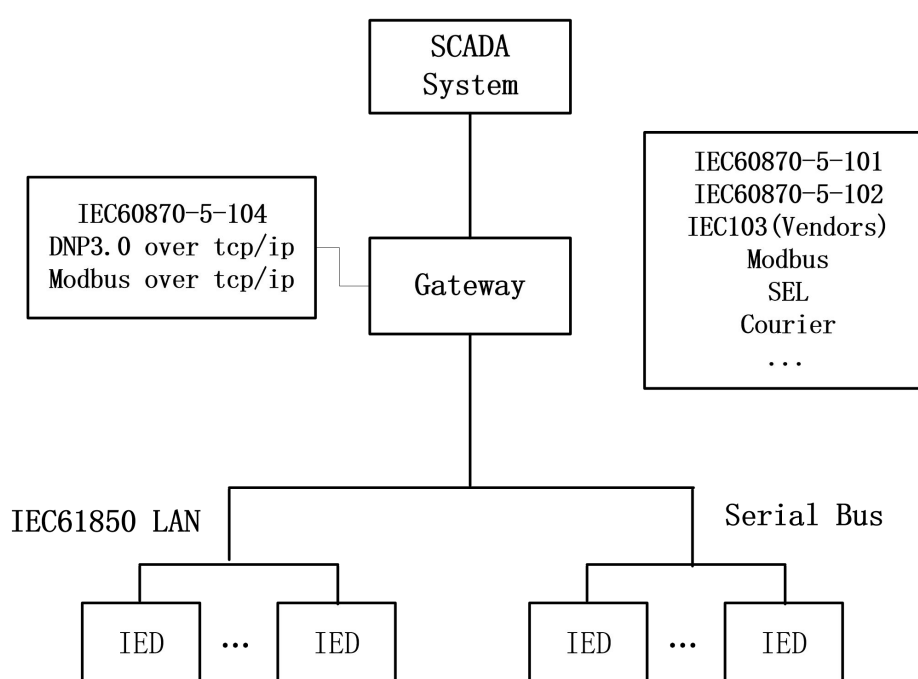 SCADA
System
IEC60870-5-104
DNP3.0 over tcp/ip
Modbus over tcp/ip
Gateway
IEC60870-5-101
IEC60870-5-102
IEC103(Vendors)
Modbus
SEL
Courier
...
IEC61850 LAN
Serial Bus
IED ... IED
IED ... IED